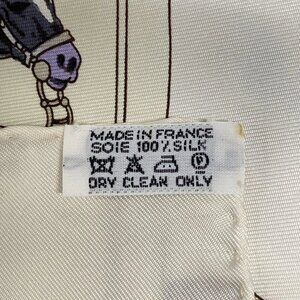 MADE IN FRANCE
SOIE 100% SILK
P
DRY CLEAN ONLY